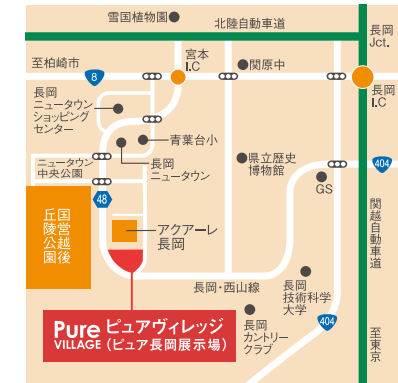 雪国植物園
北陸自動車道
長岡
Jct.
宮本
I.C
関原中
至柏崎市
8
長岡
I.C
長岡
ニュータウン
ショッピング
センター
青葉台小
ニュータウン
中央公園
長岡
ニュータウン
県立歴史
博物館
404
GS
48
国営越後
丘陵公園
アクアーレ
長岡
関越自動車道
長岡・西山線
長岡
技術科学
大学
Pure ピュアヴィレッジ
VILLAGE (ピュア長岡展示場)
長岡
カントリー
クラブ
404
至東京